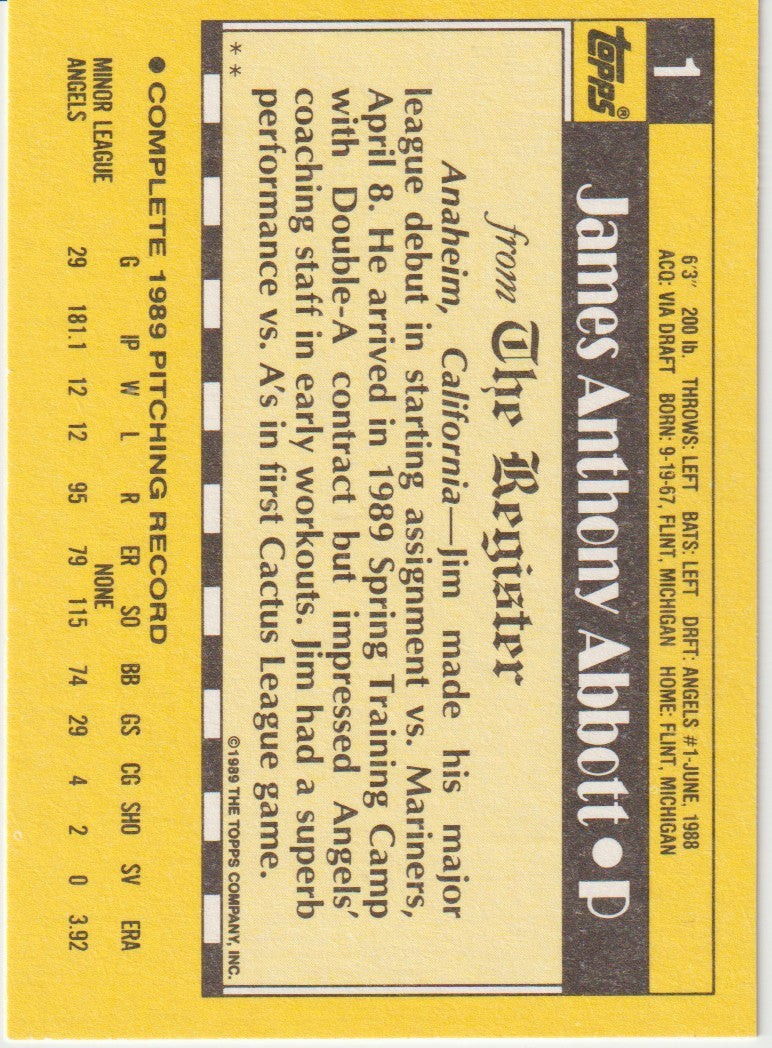 1
topps®
6'3" 200 lb. THROWS: LEFT BATS: LEFT DRFT: ANGELS #1-JUNE, 1988
ACQ: VIA DRAFT BORN: 9-19-67, FLINT, MICHIGAN HOME: FLINT, MICHIGAN
James Anthony Abbott • P
from The Register
Anaheim, California—Jim made his major
league debut in starting assignment vs. Mariners,
April 8. He arrived in 1989 Spring Training Camp
with Double-A contract but impressed Angels'
coaching staff in early workouts. Jim had a superb
performance vs. A's in first Cactus League game.
* * ©1989 THE TOPPS COMPANY, INC.
• COMPLETE 1989 PITCHING RECORD
G IP W L R ER SO BB GS CG SHO SV ERA
MINOR LEAGUE NONE
ANGELS 29 181.1 12 12 95 79 115 74 29 4 2 0 3.92